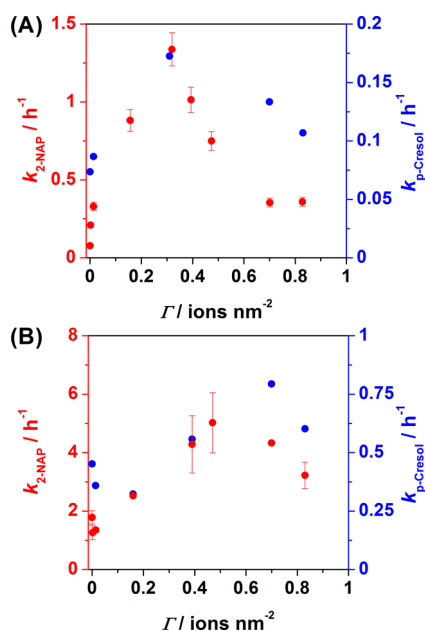 (A)
k2-NAP / h-1
1.5
1
0.5
0
0.2
0.15
0.1
0.05
0
kp-Cresol / h-1
0 0.2 0.4 0.6 0.8 1
Γ / ions nm-2
(B)
k2-NAP / h-1
8
6
4
2
0
1
0.75
0.5
0.25
0
kp-Cresol / h-1
0 0.2 0.4 0.6 0.8 1
Γ / ions nm-2